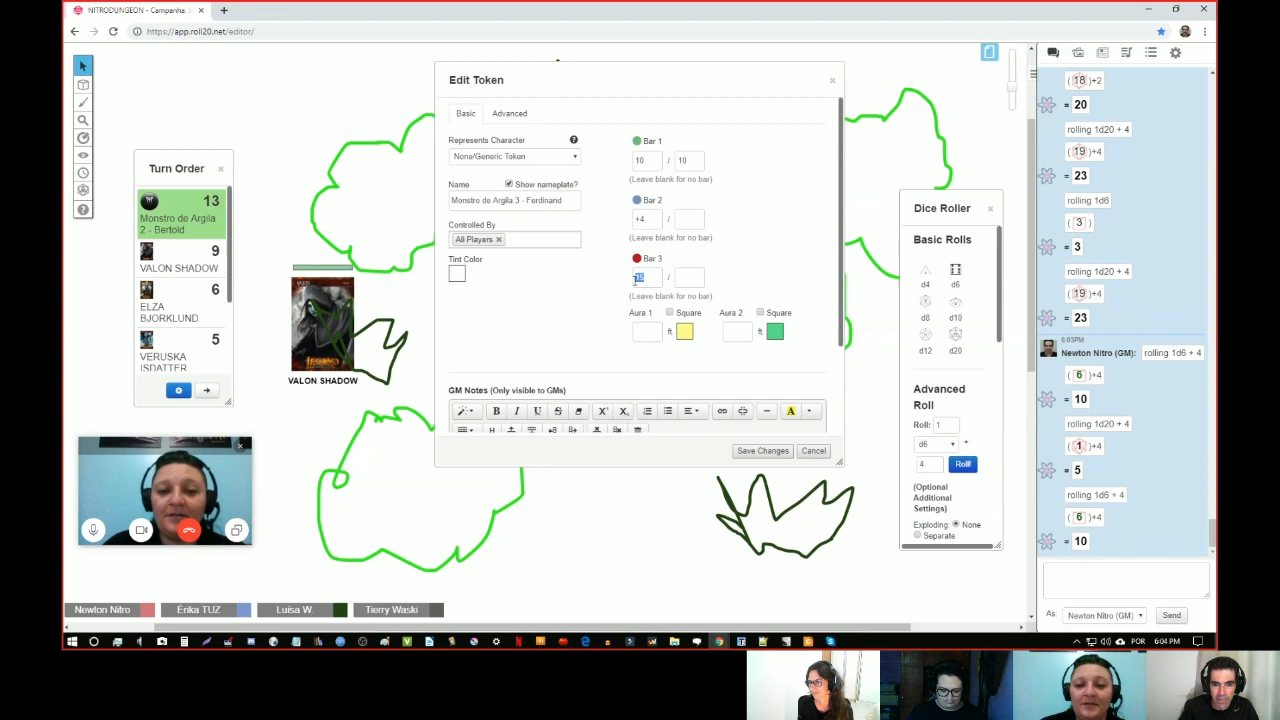 NITRODUNGEON - Campanha: J
https://app.roll20.net/editor/
Turn Order
13
Monstro de Argila
2 - Bertold
9
VALON SHADOW
6
ELZA
BJORKLUND
5
VERUSKA
ISDATTER
VALON SHADOW
Edit Token
Basic
Advanced
Represents Character
None/Generic Token
Name
Show nameplate?
Monstro de Argila 3 - Ferdinand
Controlled By
All Players
Tint Color
Bar 1
10 / 10
(Leave blank for no bar)
Bar 2
+4 /
(Leave blank for no bar)
Bar 3
15 /
(Leave blank for no bar)
Aura 1
Square
Aura 2
Square
ft.
ft.
GM Notes (Only visible to GMs)
B I U S
Save Changes
Cancel
Dice Roller
Basic Rolls
d4
d6
d8
d10
d12
d20
Advanced
Roll
Roll: 1
d6
+
4
Roll!
(Optional
Additional
Settings)
Exploding: None
Separate
(18)+2
= 20
rolling 1d20 + 4
(19)+4
= 23
rolling 1d6
(3)
= 3
rolling 1d20 + 4
(19)+4
= 23
6:03PM
Newton Nitro (GM): rolling 1d6 + 4
(6)+4
= 10
rolling 1d20 + 4
(1)+4
= 5
rolling 1d6 + 4
(6)+4
= 10
As: Newton Nitro (GM)
Send
Newton Nitro
Érika TUZ
Luísa W.
Tierry Waski
POR
6:04 PM